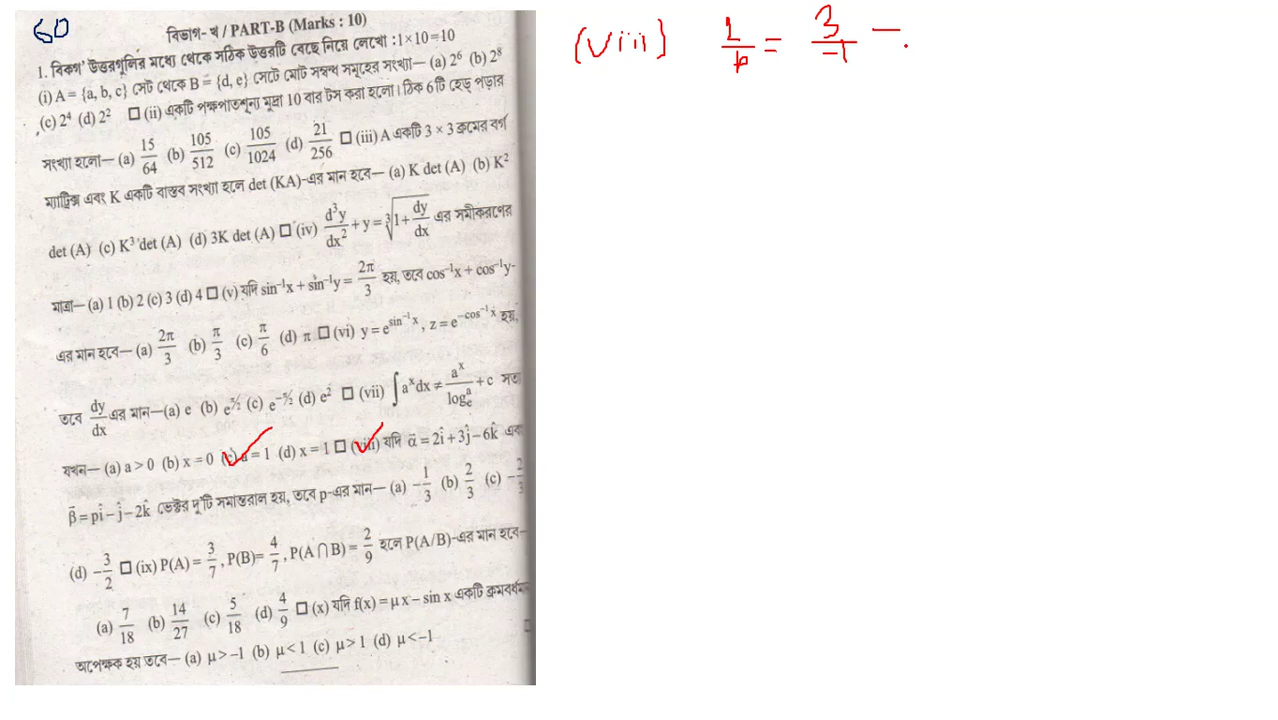 60
বিভাগ-খ / PART-B (Marks : 10)
1. বিকল্প উত্তরগুলির মধ্যে থেকে সঠিক উত্তরটি বেছে নিয়ে লেখো : 1×10=10
(i) A = {a, b, c} সেট থেকে B = {d, e} সেটে মোট সম্বন্ধ সমূহের সংখ্যা— (a) 2⁶ (b) 2⁸
(c) 2⁴ (d) 2² □ (ii) একটি পক্ষপাতশূন্য মুদ্রা 10 বার টস করা হলো। ঠিক 6টি হেড্ পড়ার
সংখ্যা হলো— (a) 15/64 (b) 105/512 (c) 105/1024 (d) 21/256 □ (iii) A একটি 3 × 3 ক্রমের বর্গ
ম্যাট্রিক্স এবং K একটি বাস্তব সংখ্যা হলে det (KA)-এর মান হবে— (a) K det (A) (b) K²
det (A) (c) K³ det (A) (d) 3K det (A) □ (iv) d³y/dx² + y = ∛(1 + dy/dx) এর সমীকরণের
মাত্রা— (a) 1 (b) 2 (c) 3 (d) 4 □ (v) যদি sin⁻¹x + sin⁻¹y = 2π/3 হয়, তবে cos⁻¹x + cos⁻¹y-
এর মান হবে— (a) 2π/3 (b) π/3 (c) π/6 (d) π □ (vi) y = e^(sin⁻¹x), z = e^(−cos⁻¹x) হয়,
তবে dy/dx এর মান—(a) e (b) e^(π/2) (c) e^(−π/2) (d) e² □ (vii) ∫aˣdx ≠ aˣ/logₑa + c সত্য
যখন— (a) a > 0 (b) x = 0 (c) a = 1 (d) x = 1 □ (viii) যদি α⃗ = 2î + 3ĵ − 6k̂ এবং
β⃗ = pî − ĵ − 2k̂ ভেক্টর দু'টি সমান্তরাল হয়, তবে p-এর মান— (a) −1/3 (b) 2/3 (c) −2/3
(d) −3/2 □ (ix) P(A) = 3/7, P(B) = 4/7, P(A∩B) = 2/9 হলে P(A/B)-এর মান হবে—
(a) 7/18 (b) 14/27 (c) 5/18 (d) 4/9 □ (x) যদি f(x) = μx − sin x একটি ক্রমবর্ধমান
অপেক্ষক হয় তবে— (a) μ > −1 (b) μ < 1 (c) μ > 1 (d) μ < −1
(viii) 2/p = 3/−1 =